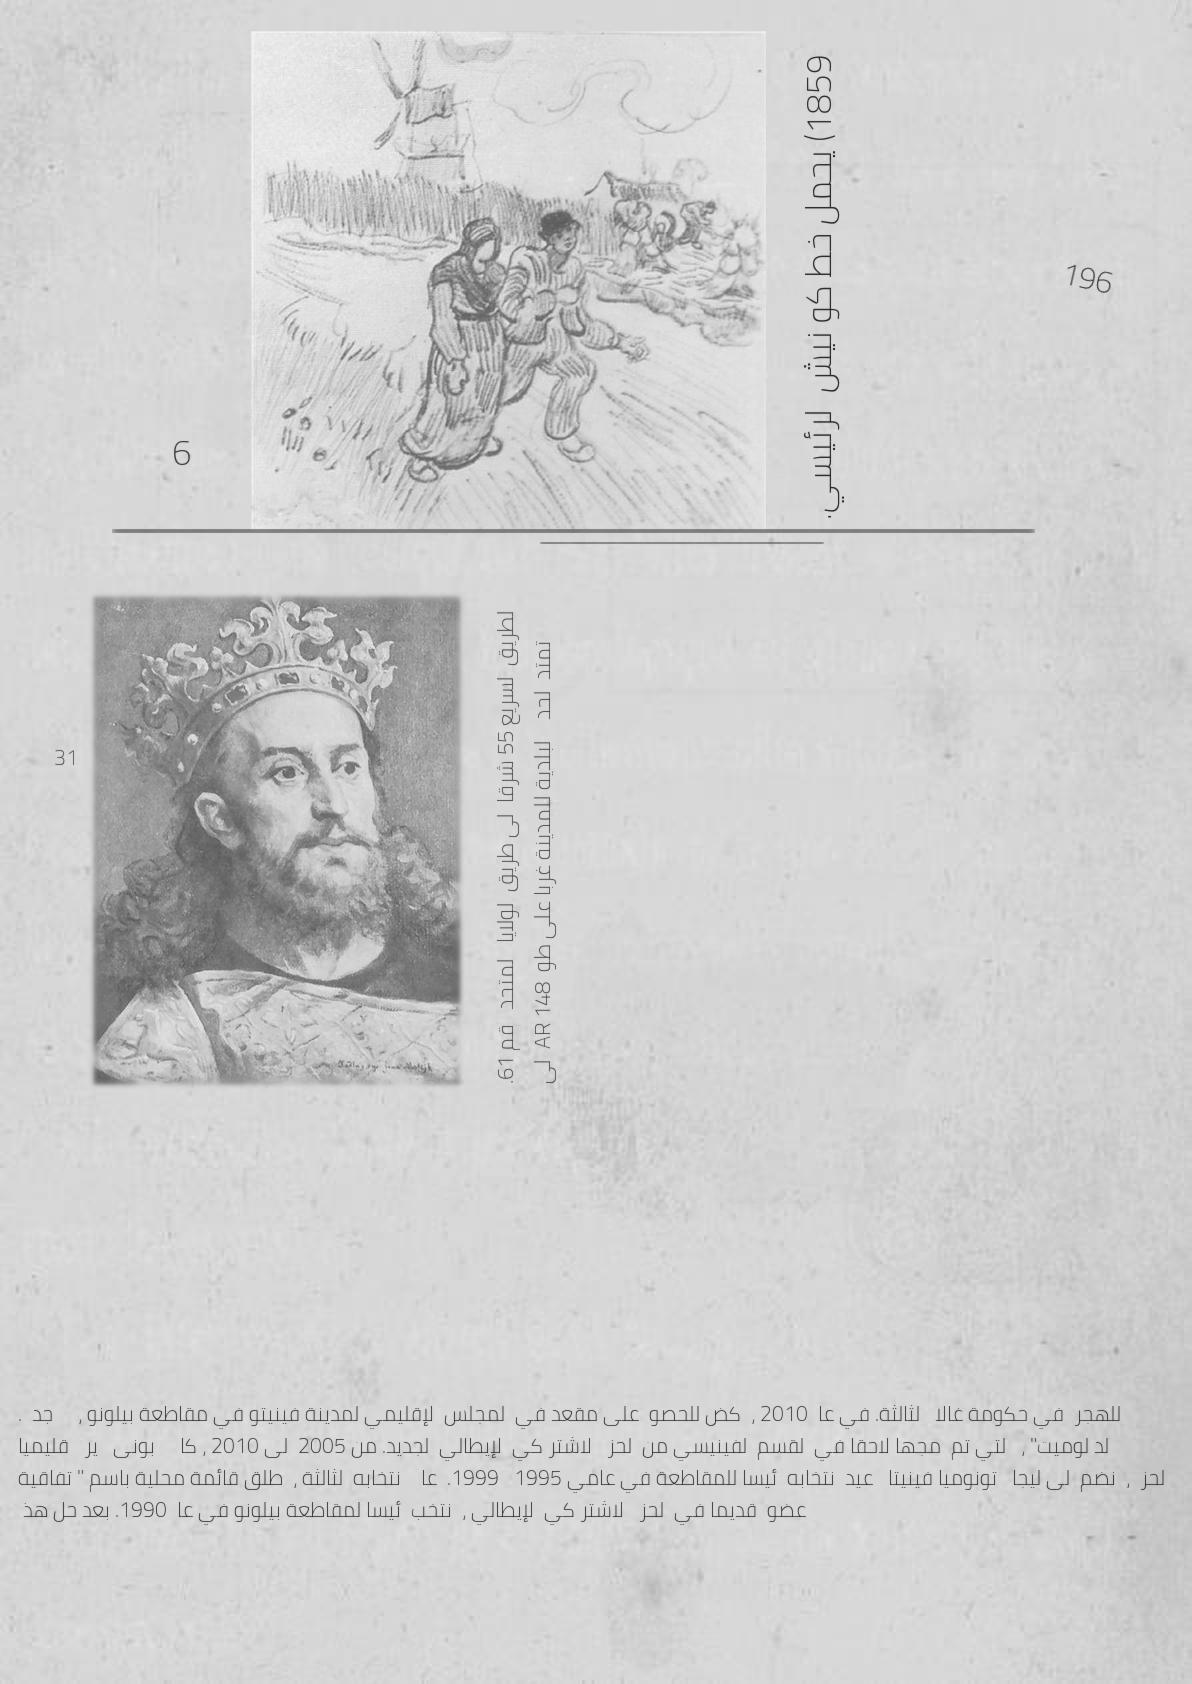 1859) يحمل خط كو نيش لرئيسي.
196
6
لطريق لسريع 55 شرقا لى طريق لوليا لمتحد قم 61.
تمتد لحد لبلدية للمدينة غربا على طو AR 148 لى
31
للهجر في حكومة غالا لثالثة. في عا 2010 , كض للحصو على مقعد في لمجلس لإقليمي لمدينة فينيتو في مقاطعة بيلونو , جد .
لد لوميت" , لتي تم مجها لاحقا في لقسم لفينيسي من لحز لاشتر كي لإيطالي لجديد. من 2005 لى 2010 , كا بونى ير قليميا
لحز , نضم لى ليجا تونوميا فينيتا عيد نتخابه ئيسا للمقاطعة في عامي 1995 1999. عا نتخابه لثالثة , طلق قائمة محلية باسم " تفاقية
عضو قديما في لحز لاشتر كي لإيطالي , نتخب ئيسا لمقاطعة بيلونو في عا 1990. بعد حل هذ